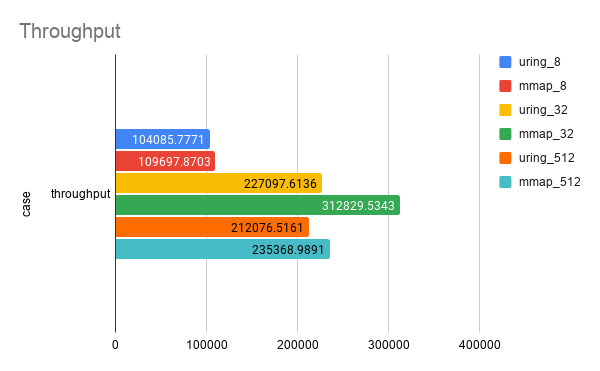 Throughput
uring_8
mmap_8
uring_32
mmap_32
uring_512
mmap_512
case
throughput
104085.7771
109697.8703
227097.6136
312829.5343
212076.5161
235368.9891
0 100000 200000 300000 400000